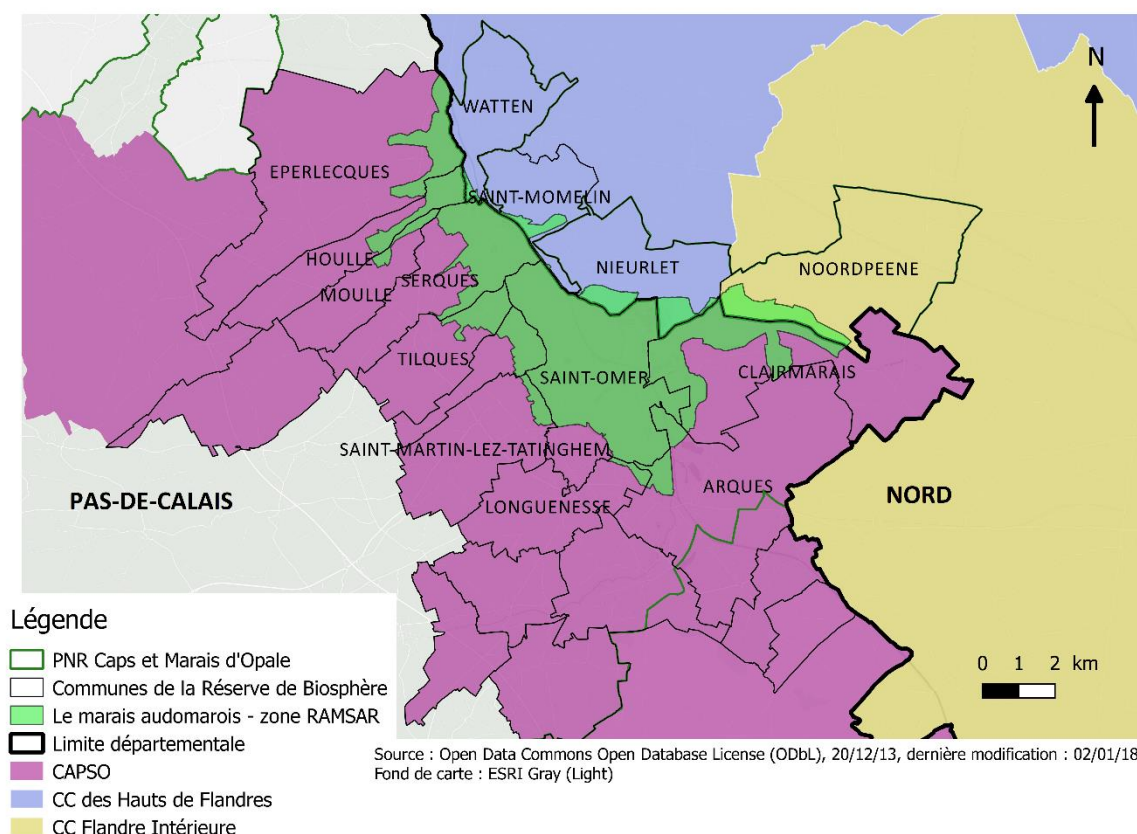 N
WATTEN
EPERLECQUES
SAINT-MOMELIN
HOULLE
NIEURLET
NOORDPEENE
MOULLE
SERQUES
TILQUES
SAINT-OMER
CLAIRMARAIS
SAINT-MARTIN-LEZ-TATINGHEM
PAS-DE-CALAIS
LONGUENESSE
ARQUES
NORD
Légende
PNR Caps et Marais d'Opale
Communes de la Réserve de Biosphère
Le marais audomarois - zone RAMSAR
Limite départementale
CAPSO
CC des Hauts de Flandres
CC Flandre Intérieure
0 1 2 km
Source : Open Data Commons Open Database License (ODbL), 20/12/13, dernière modification : 02/01/18
Fond de carte : ESRI Gray (Light)